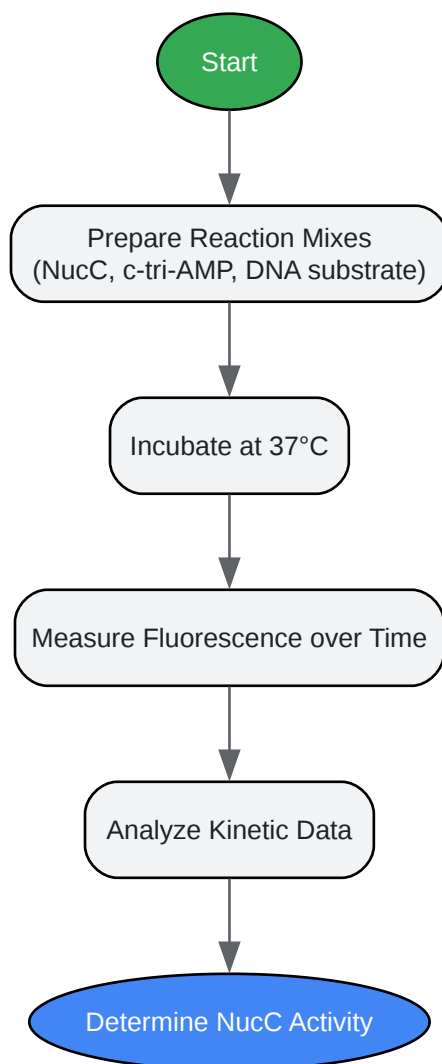 Start
Prepare Reaction Mixes
(NucC, c-tri-AMP, DNA substrate)
Incubate at 37°C
Measure Fluorescence over Time
Analyze Kinetic Data
Determine NucC Activity